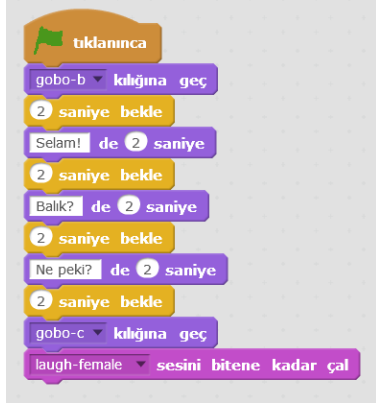 tıklanınca
gobo-b kılığına geç
2 saniye bekle
Selam! de 2 saniye
2 saniye bekle
Balık? de 2 saniye
2 saniye bekle
Ne peki? de 2 saniye
2 saniye bekle
gobo-c kılığına geç
laugh-female sesini bitene kadar çal